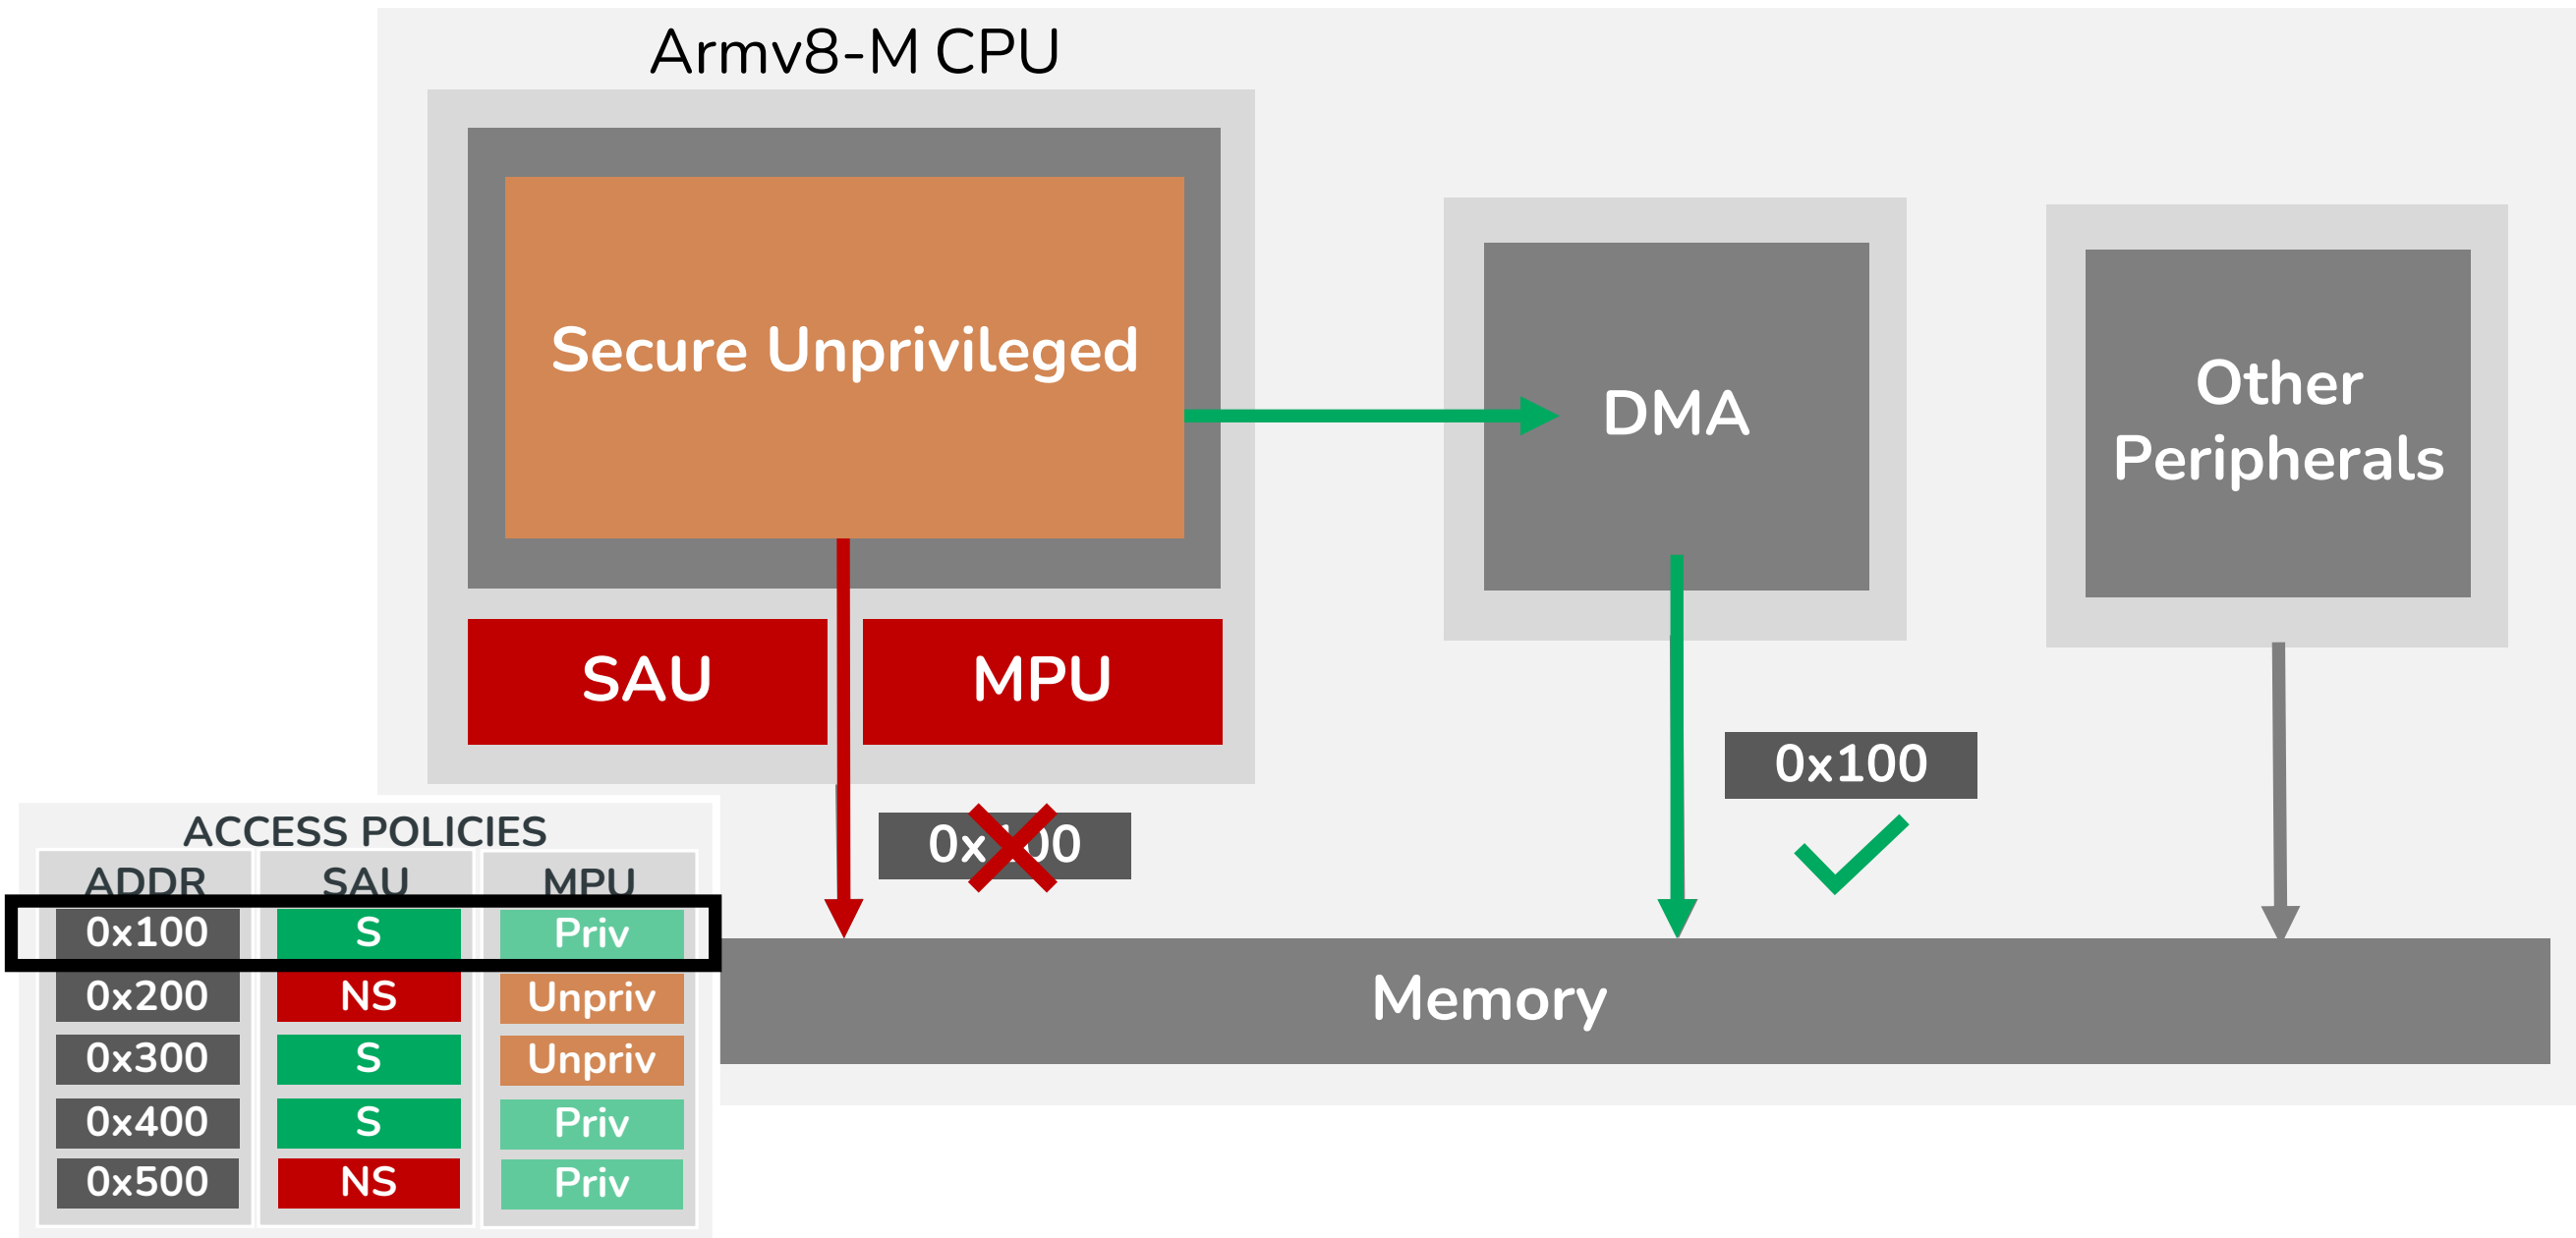 Armv8-M CPU
Secure Unprivileged
DMA
Other
Peripherals
SAU
MPU
0x100
0x100
Memory
ACCESS POLICIES
ADDR SAU MPU
0x100 S Priv
0x200 NS Unpriv
0x300 S Unpriv
0x400 S Priv
0x500 NS Priv